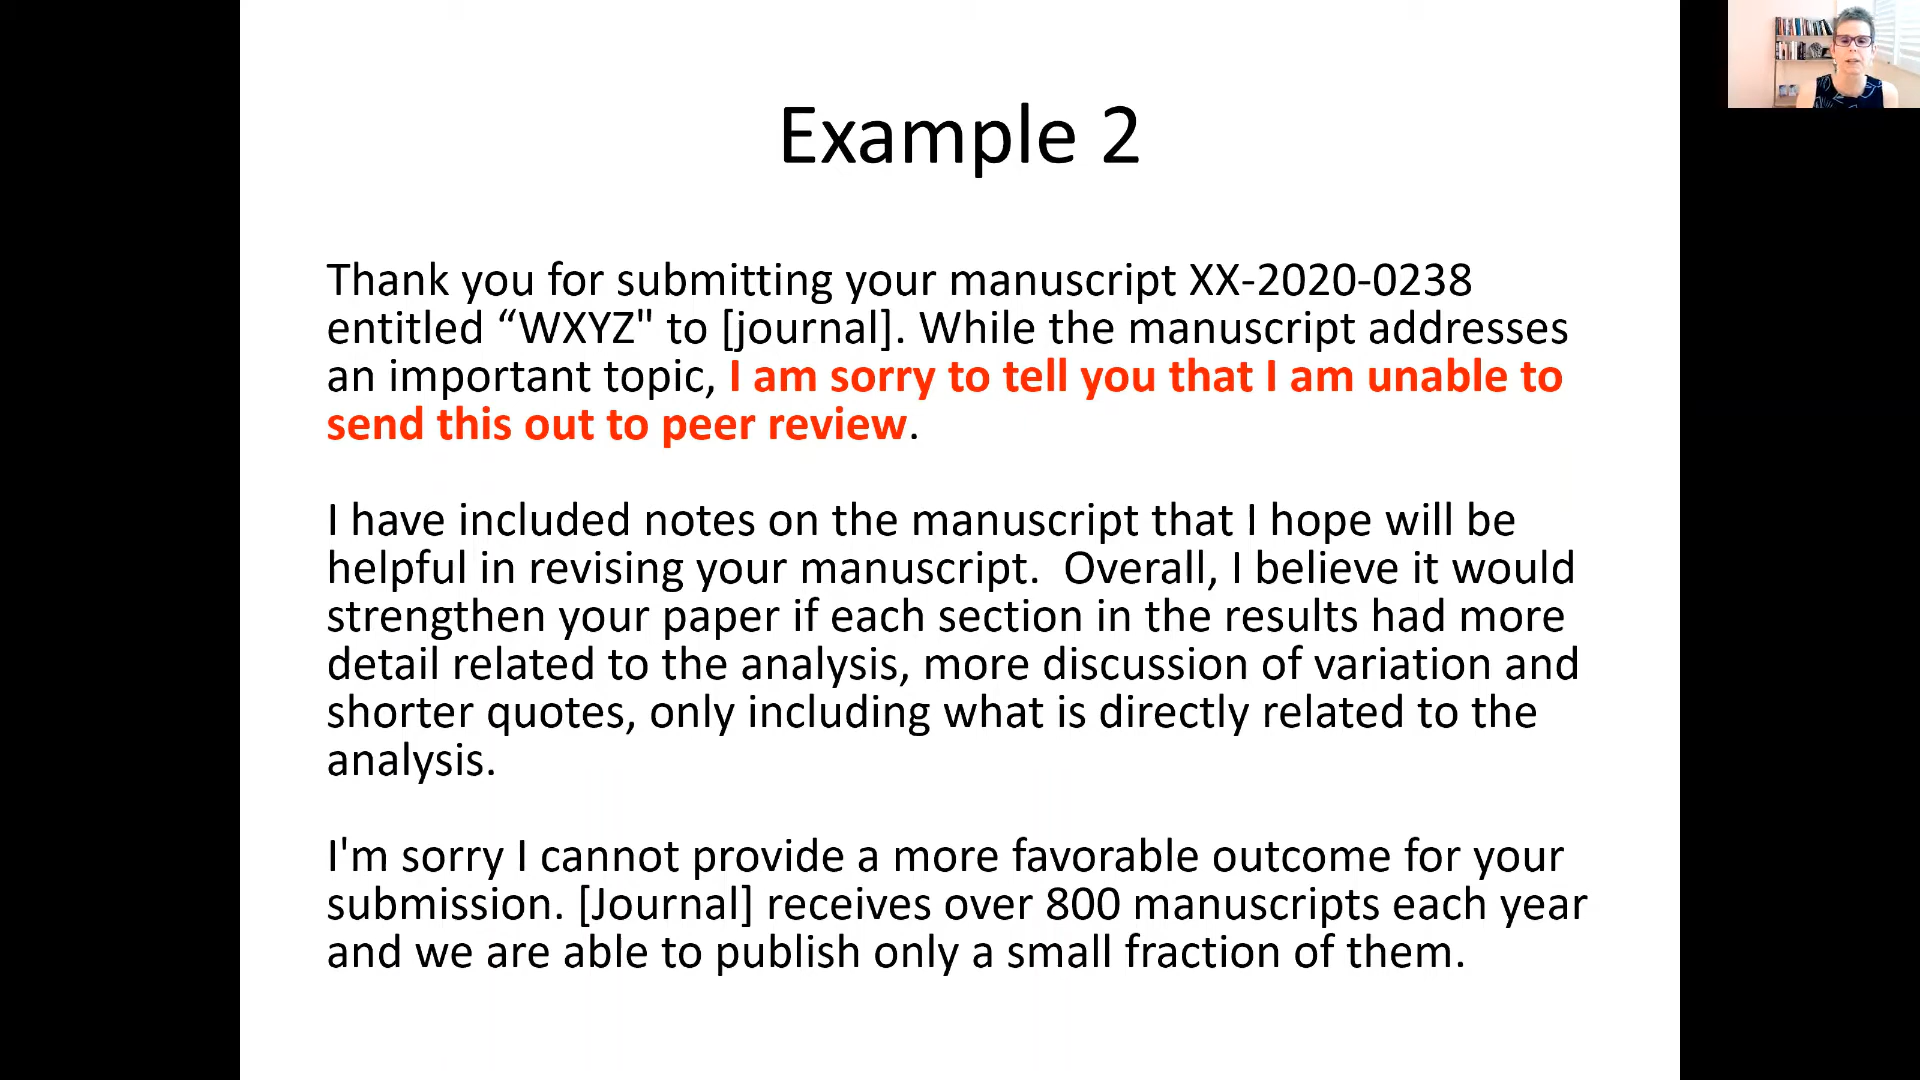 Example 2
Thank you for submitting your manuscript XX-2020-0238
entitled “WXYZ" to [journal]. While the manuscript addresses
an important topic, I am sorry to tell you that I am unable to
send this out to peer review.
I have included notes on the manuscript that I hope will be
helpful in revising your manuscript.  Overall, I believe it would
strengthen your paper if each section in the results had more
detail related to the analysis, more discussion of variation and
shorter quotes, only including what is directly related to the
analysis.
I'm sorry I cannot provide a more favorable outcome for your
submission. [Journal] receives over 800 manuscripts each year
and we are able to publish only a small fraction of them.